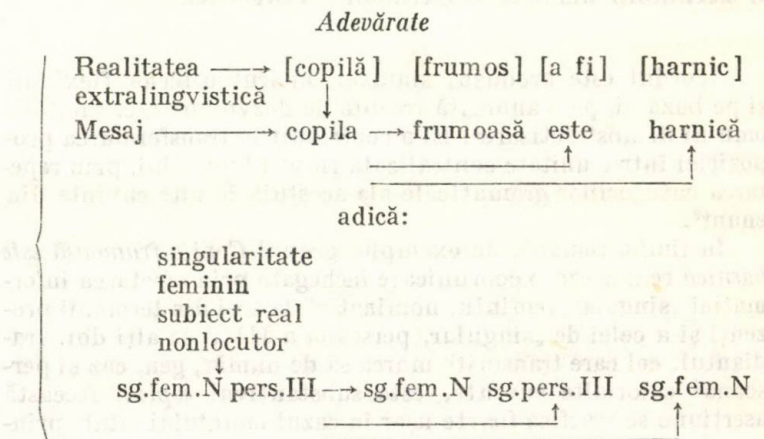 Adevărate
Realitatea → [copilă] [frumos] [a fi] [harnic]
extralingvistică
Mesaj → copila → frumoasă este harnică
adică:
singularitate
feminin
subiect real
nonlocutor
sg.fem.N pers.III → sg.fem.N sg.pers.III sg.fem.N